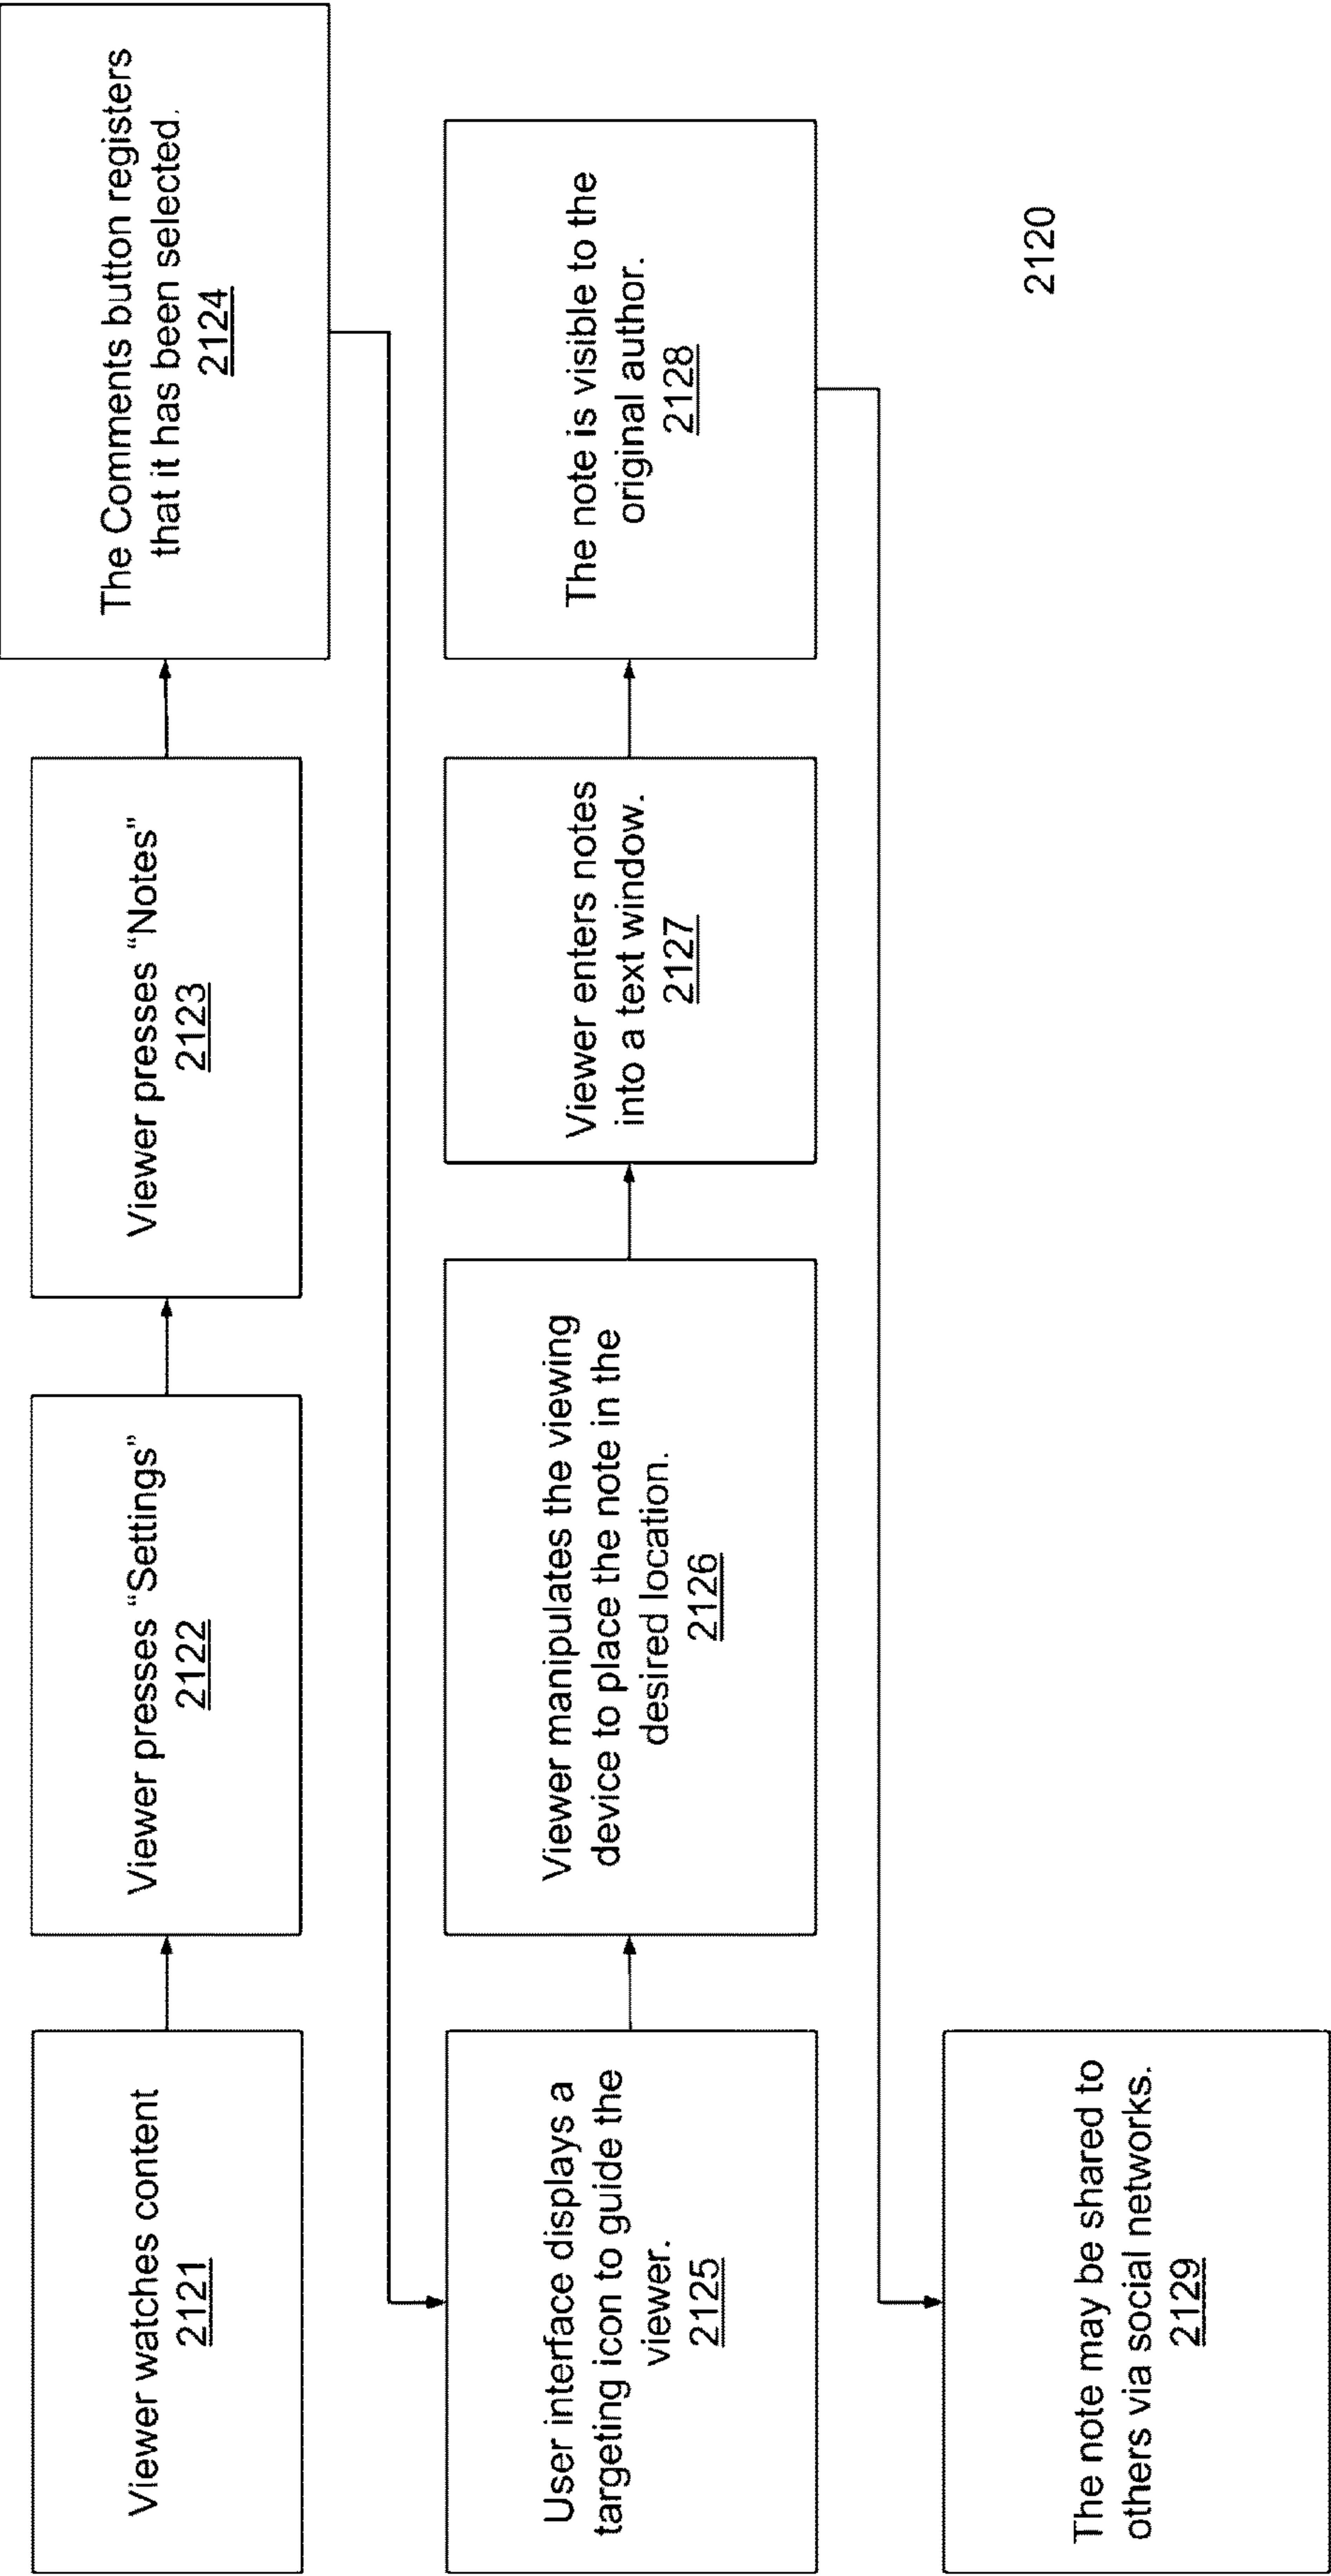 Viewer watches content
2121
Viewer presses “Settings”
2122
Viewer presses “Notes”
2123
The Comments button registers
that it has been selected.
2124
User interface displays a
targeting icon to guide the
viewer.
2125
Viewer manipulates the viewing
device to place the note in the
desired location.
2126
Viewer enters notes
into a text window.
2127
The note is visible to the
original author.
2128
The note may be shared to
others via social networks.
2129
2120